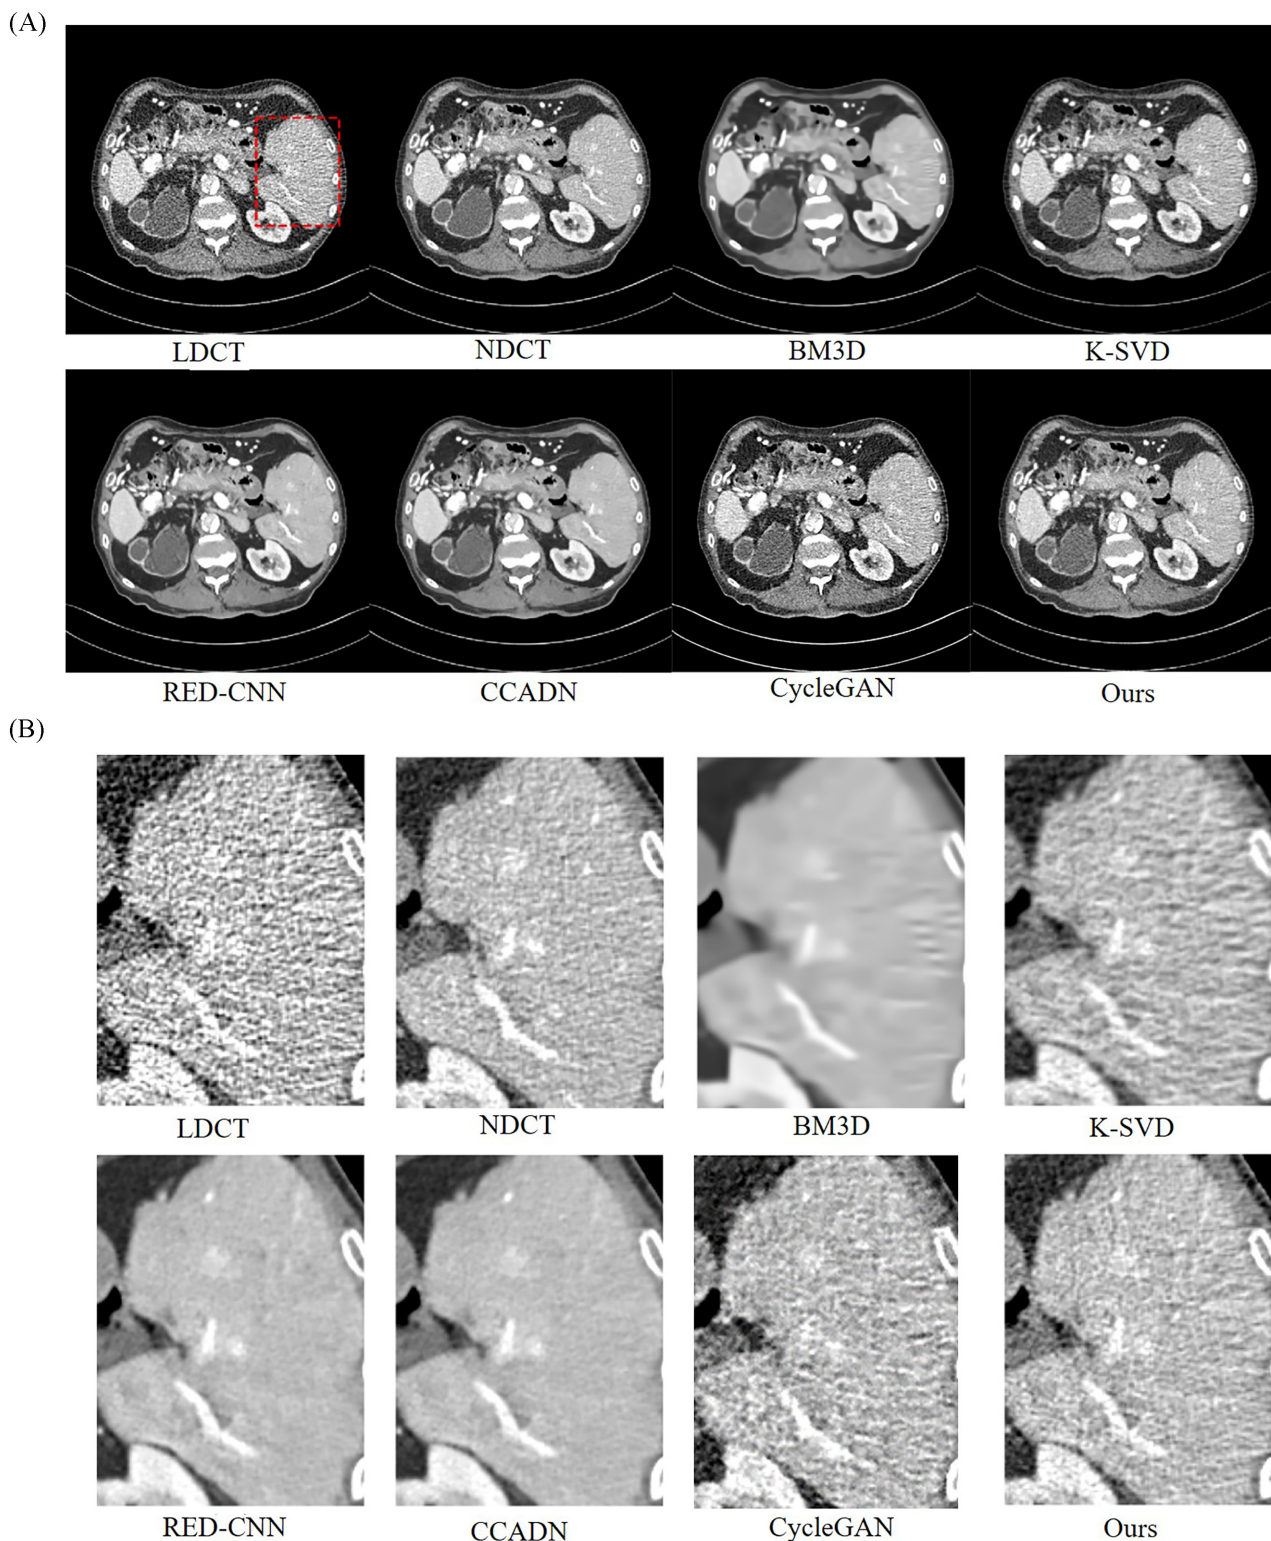 (A)
LDCT NDCT BM3D K-SVD
RED-CNN CCADN CycleGAN Ours
(B)
LDCT NDCT BM3D K-SVD
RED-CNN CCADN CycleGAN Ours